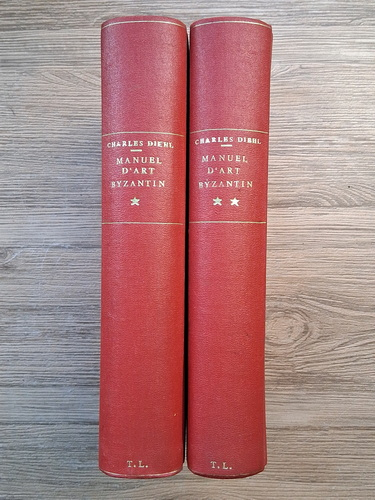 CHARLES DIEHL
MANUEL
D'ART
BYZANTIN
★
T. L.
CHARLES DIEHL
MANUEL
D'ART
BYZANTIN
★ ★
T. L.